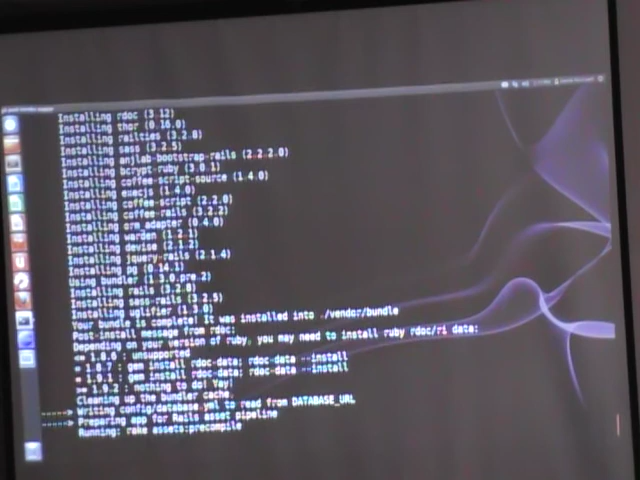 Installing rdoc (3.12)
Installing thor (0.16.0)
Installing railties (3.2.8)
Installing sass (3.2.5)
Installing anjlab-bootstrap-rails (2.2.2.0)
Installing bcrypt-ruby (3.0.1)
Installing coffee-script-source (1.4.0)
Installing execjs (1.4.0)
Installing coffee-script (2.2.0)
Installing coffee-rails (3.2.2)
Installing orm_adapter (0.4.0)
Installing warden (1.2.1)
Installing devise (2.1.2)
Installing jquery-rails (2.1.4)
Installing pg (0.14.1)
Using bundler (1.3.0.pre.2)
Installing rails (3.2.8)
Installing sass-rails (3.2.5)
Installing uglifier (1.3.0)
Your bundle is complete! It was installed into ./vendor/bundle
Post-install message from rdoc:
Depending on your version of ruby, you may need to install ruby rdoc/ri data:
<= 1.8.6 : unsupported
= 1.8.7 : gem install rdoc-data; rdoc-data --install
= 1.9.1 : gem install rdoc-data; rdoc-data --install
>= 1.9.2 : nothing to do! Yay!
Cleaning up the bundler cache.
-----> Writing config/database.yml to read from DATABASE_URL
-----> Preparing app for Rails asset pipeline
Running: rake assets:precompile